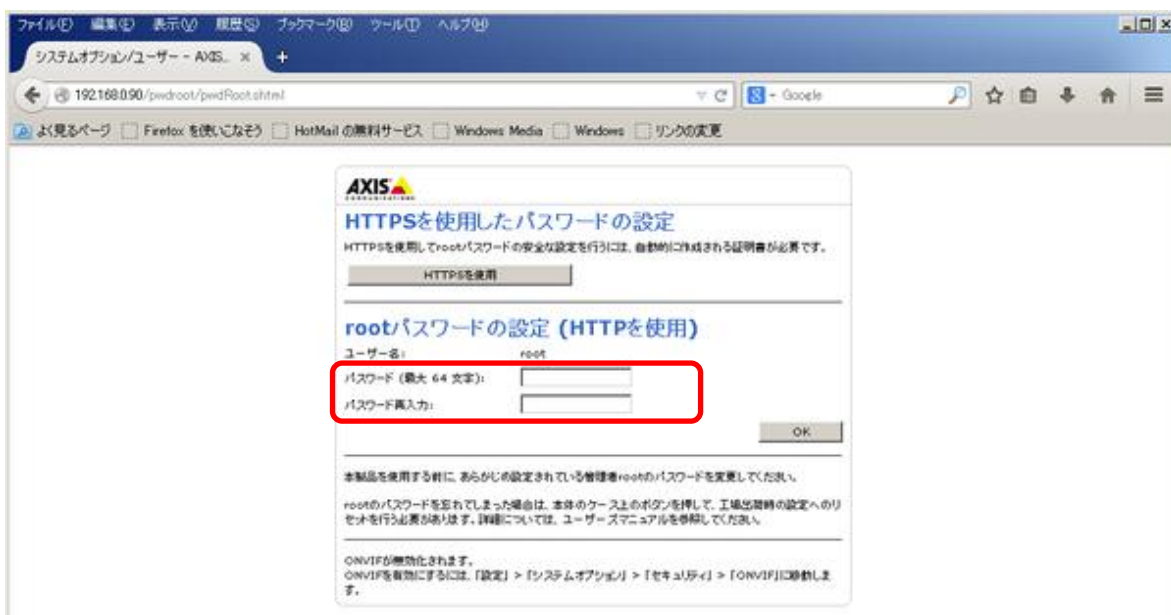 ファイル(F) 編集(E) 表示(V) 履歴(S) ブックマーク(B) ツール(T) ヘルプ(H)
システムオプション/ユーザー - AXIS... × +
192.168.0.90/pwdroot/pwdRoot.shtml
Google
よく見るページ Firefox を使いこなそう HotMail の無料サービス Windows Media Windows リンクの変更
AXIS
COMMUNICATIONS
HTTPSを使用したパスワードの設定
HTTPSを使用してrootパスワードの安全な設定を行うには、自動的に作成される証明書が必要です。
HTTPSを使用
rootパスワードの設定 (HTTPを使用)
ユーザー名: root
パスワード (最大 64 文字):
パスワード再入力:
OK
本製品を使用する前に、あらかじめ設定されている管理者rootのパスワードを変更してください。
rootのパスワードを忘れてしまった場合は、本体のケース上のボタンを押して、工場出荷時の設定へのリ
セットを行う必要があります。詳細については、ユーザーズマニュアルを参照してください。
ONVIFが無効化されます。
ONVIFを有効にするには、「設定」 > 「システムオプション」 > 「セキュリティ」 > 「ONVIF」に移動しま
す。